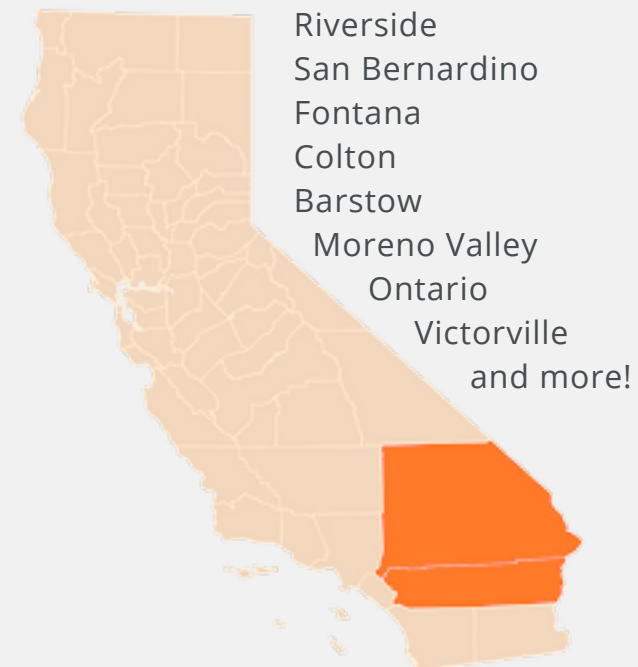 Riverside
San Bernardino
Fontana
Colton
Barstow
Moreno Valley
Ontario
Victorville
and more!